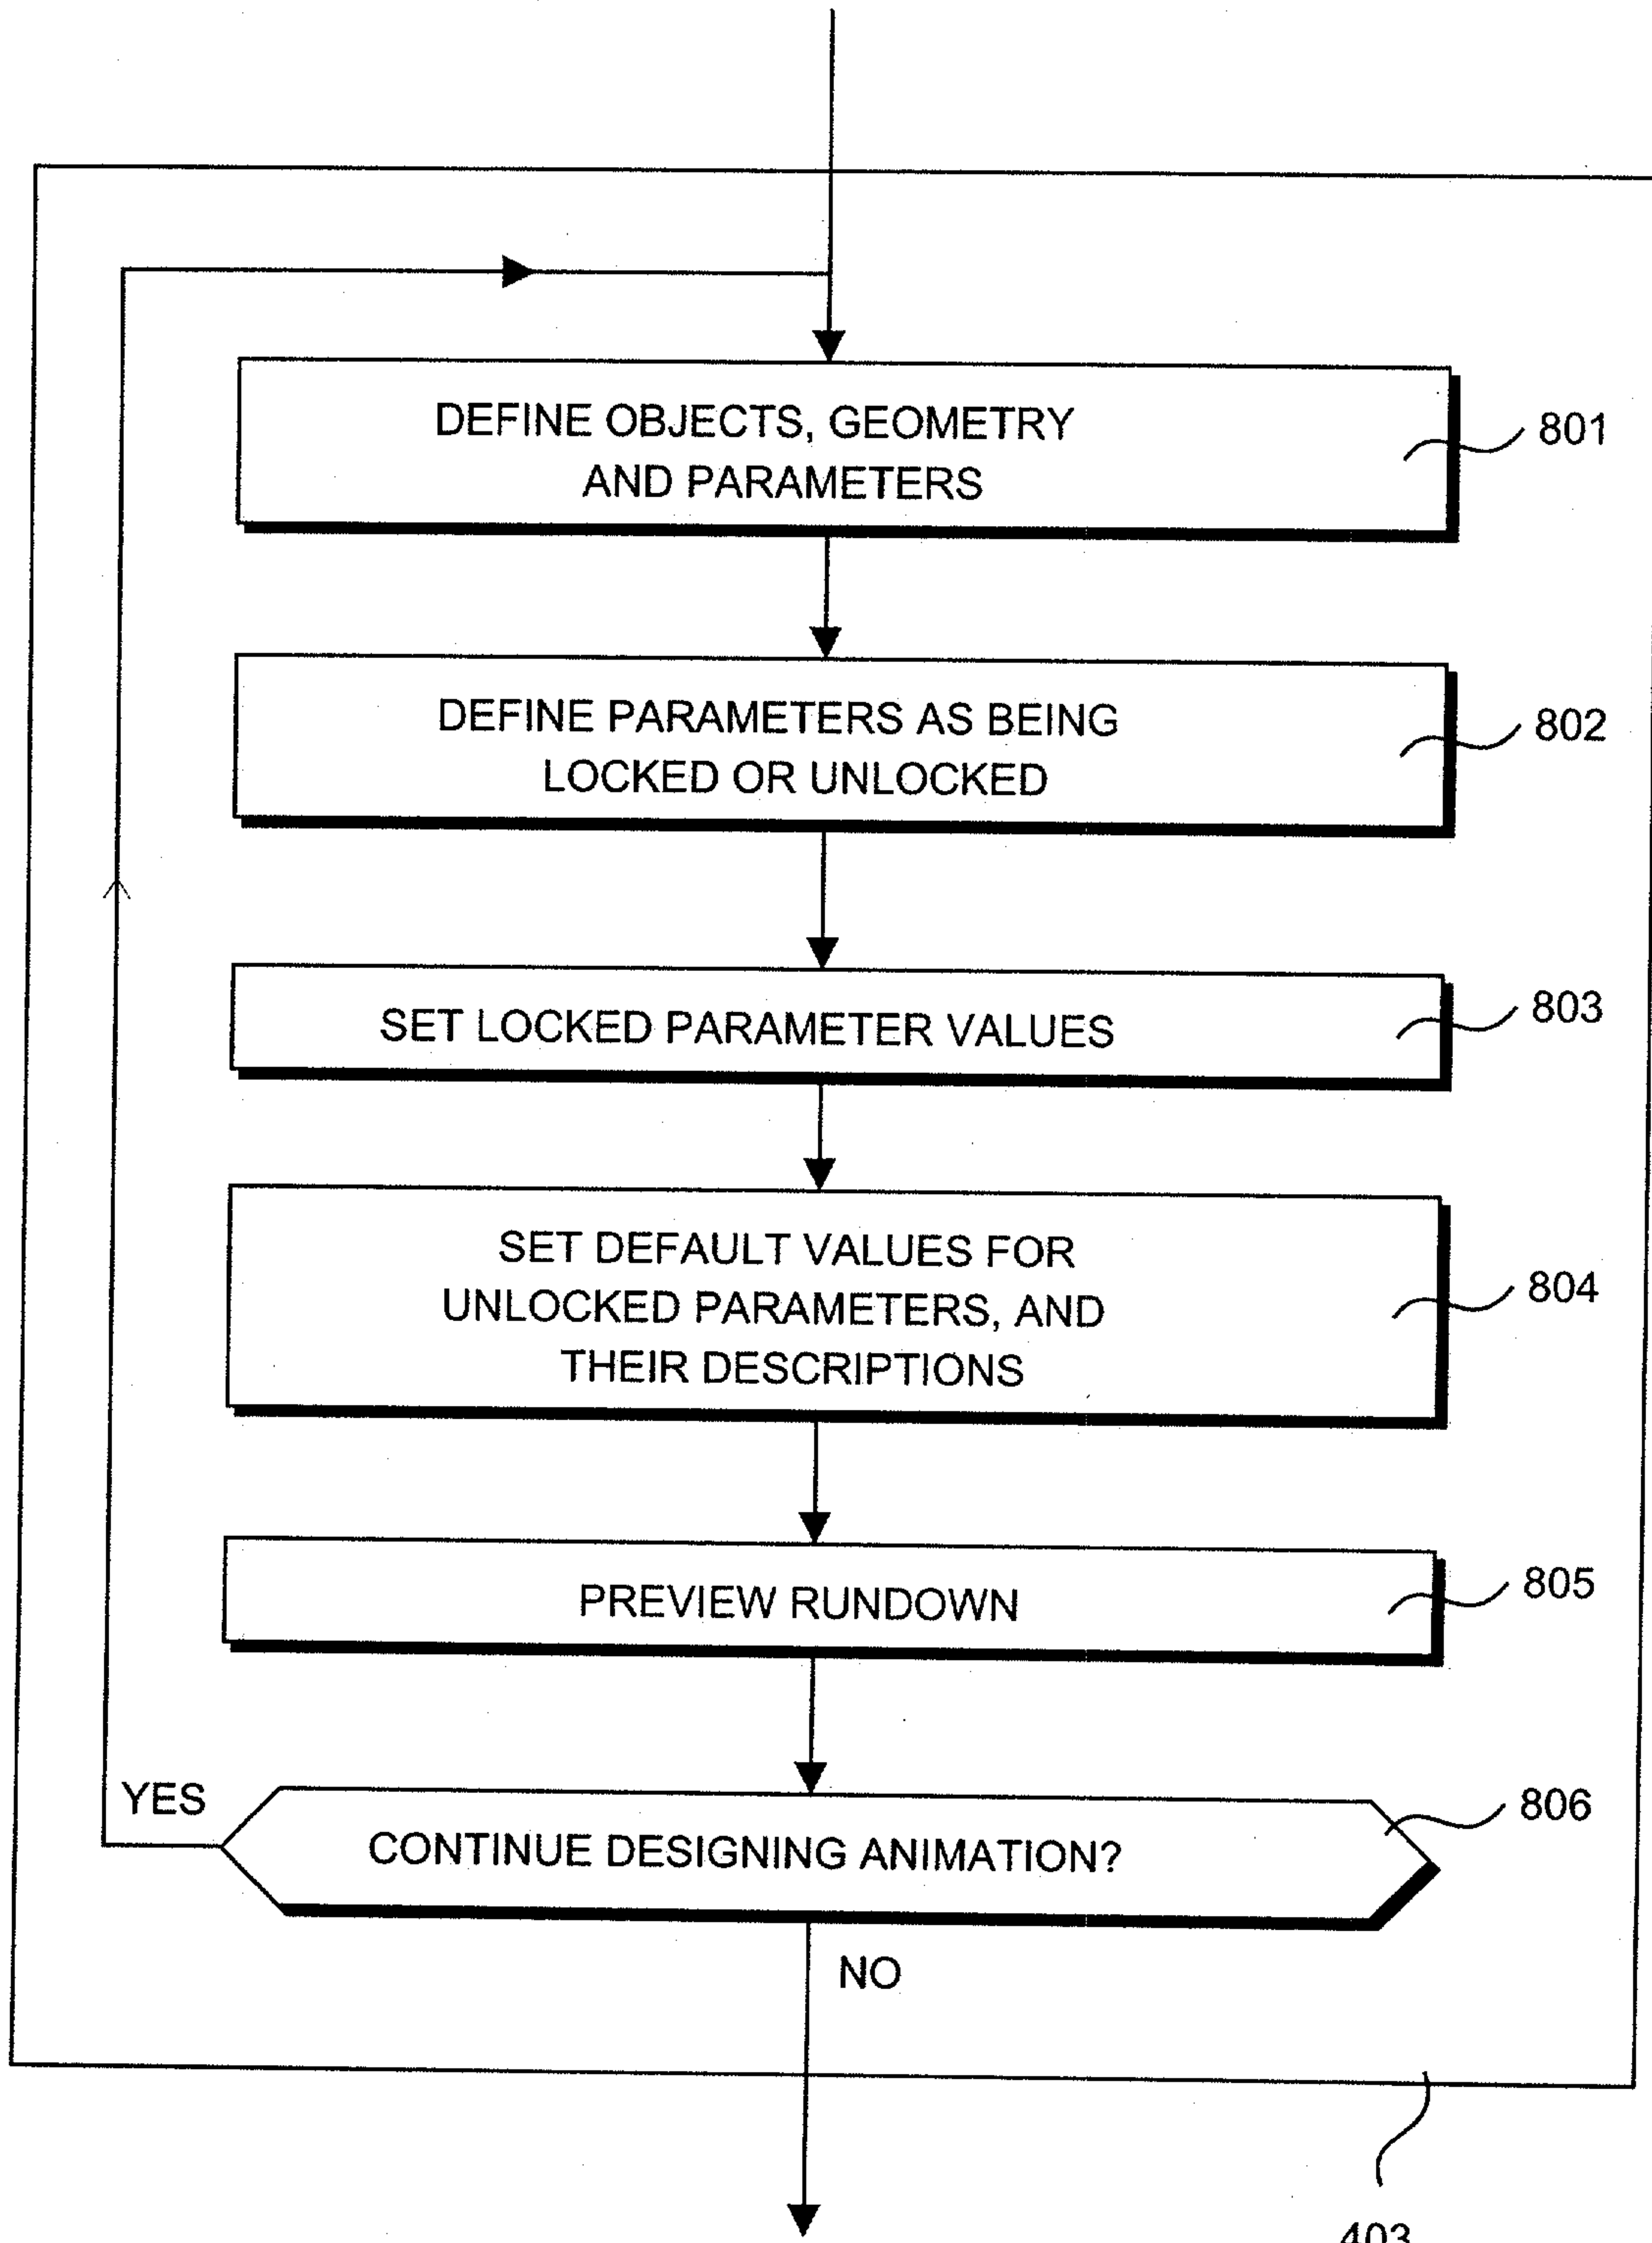 DEFINE OBJECTS, GEOMETRY
AND PARAMETERS
801
DEFINE PARAMETERS AS BEING
LOCKED OR UNLOCKED
802
SET LOCKED PARAMETER VALUES
803
SET DEFAULT VALUES FOR
UNLOCKED PARAMETERS, AND
THEIR DESCRIPTIONS
804
PREVIEW RUNDOWN
805
YES
CONTINUE DESIGNING ANIMATION?
806
NO
403